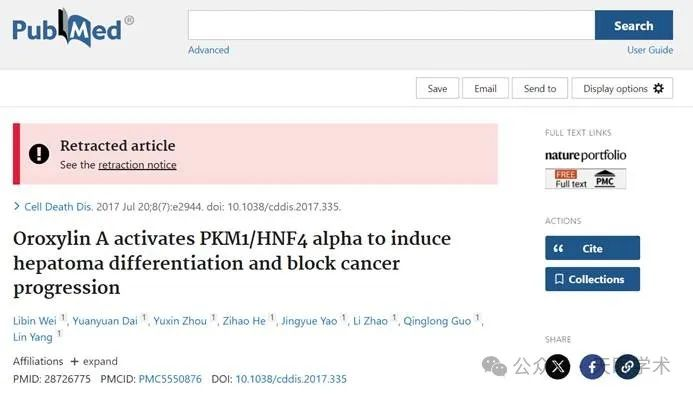 PubMed®
Search
Advanced
User Guide
Save
Email
Send to
Display options
Retracted article
See the retraction notice
FULL TEXT LINKS
natureportfolio
FREE
Full text
PMC
Cell Death Dis. 2017 Jul 20;8(7):e2944. doi: 10.1038/cddis.2017.335.
Oroxylin A activates PKM1/HNF4 alpha to induce
hepatoma differentiation and block cancer
progression
ACTIONS
Cite
Collections
Libin Wei 1, Yuanyuan Dai 1, Yuxin Zhou 1, Zihao He 1, Jingyue Yao 1, Li Zhao 1, Qinglong Guo 1,
Lin Yang 1
SHARE
Affiliations + expand
PMID: 28726775 PMCID: PMC5550876 DOI: 10.1038/cddis.2017.335
公众 学术